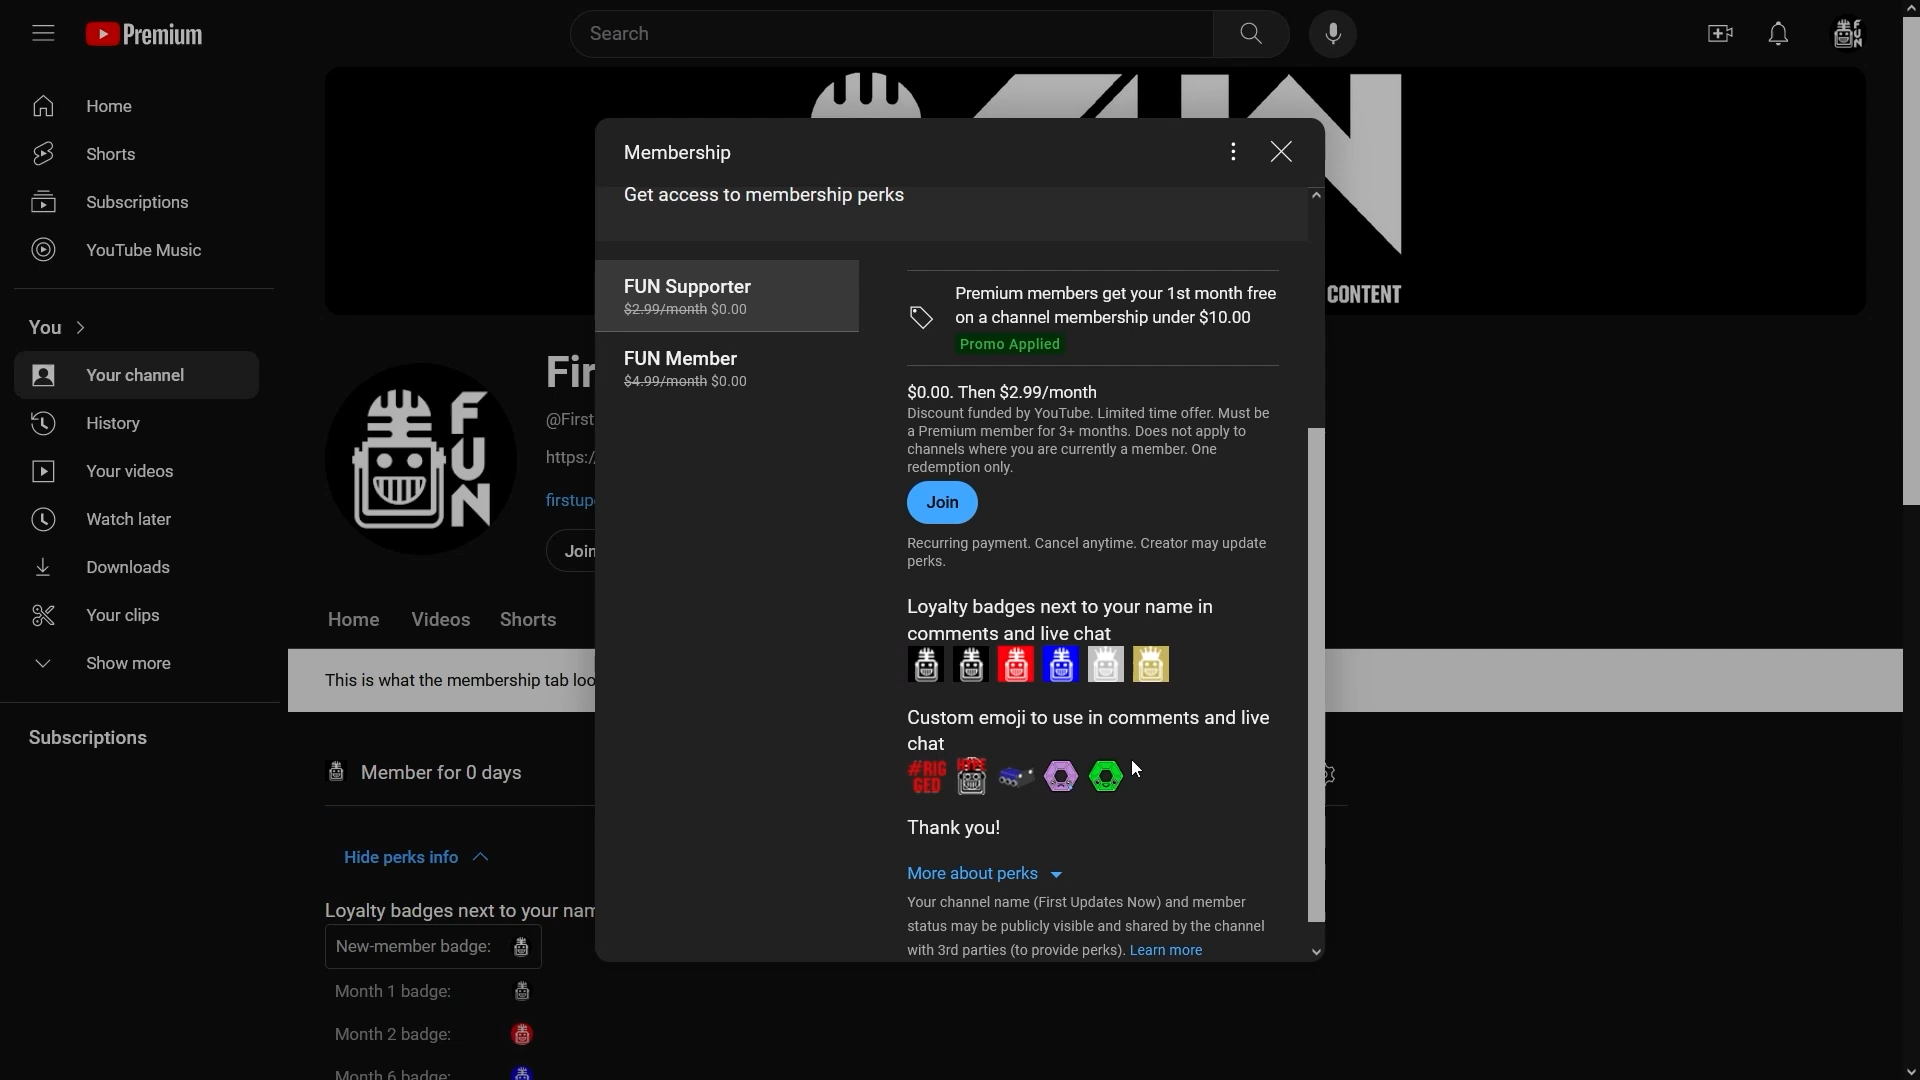 Premium
Search
FUN
Home
Shorts
Subscriptions
YouTube Music
You
Your channel
History
Your videos
Watch later
Downloads
Your clips
Show more
Subscriptions
CONTENT
FUN
Fir
@First
https:/
firstup
Join
Home Videos Shorts
This is what the membership tab loo
Member for 0 days
Hide perks info
Loyalty badges next to your nam
New-member badge:
Month 1 badge:
Month 2 badge:
Month 6 badge:
Membership
Get access to membership perks
FUN Supporter
$2.99/month $0.00
FUN Member
$4.99/month $0.00
Premium members get your 1st month free
on a channel membership under $10.00
Promo Applied
$0.00. Then $2.99/month
Discount funded by YouTube. Limited time offer. Must be
a Premium member for 3+ months. Does not apply to
channels where you are currently a member. One
redemption only.
Join
Recurring payment. Cancel anytime. Creator may update
perks.
Loyalty badges next to your name in
comments and live chat
Custom emoji to use in comments and live
chat
#RIG
GED
HYPE
Thank you!
More about perks
Your channel name (First Updates Now) and member
status may be publicly visible and shared by the channel
with 3rd parties (to provide perks). Learn more